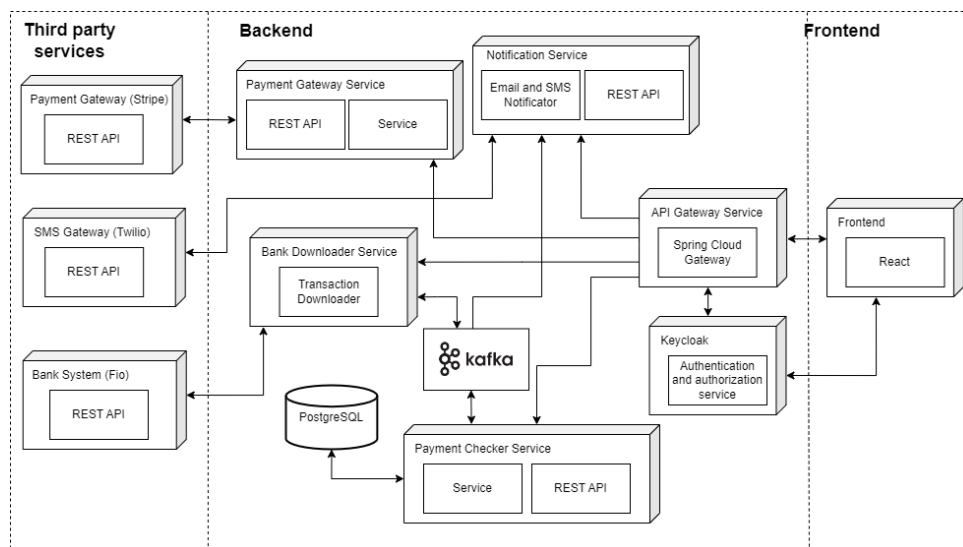 Third party
services
Backend
Frontend
Payment Gateway (Stripe)
REST API
SMS Gateway (Twilio)
REST API
Bank System (Fio)
REST API
Payment Gateway Service
REST API
Service
Notification Service
Email and SMS
Notificator
REST API
Bank Downloader Service
Transaction
Downloader
kafka
PostgreSQL
Payment Checker Service
Service
REST API
API Gateway Service
Spring Cloud
Gateway
Keycloak
Authentication
and authorization
service
Frontend
React